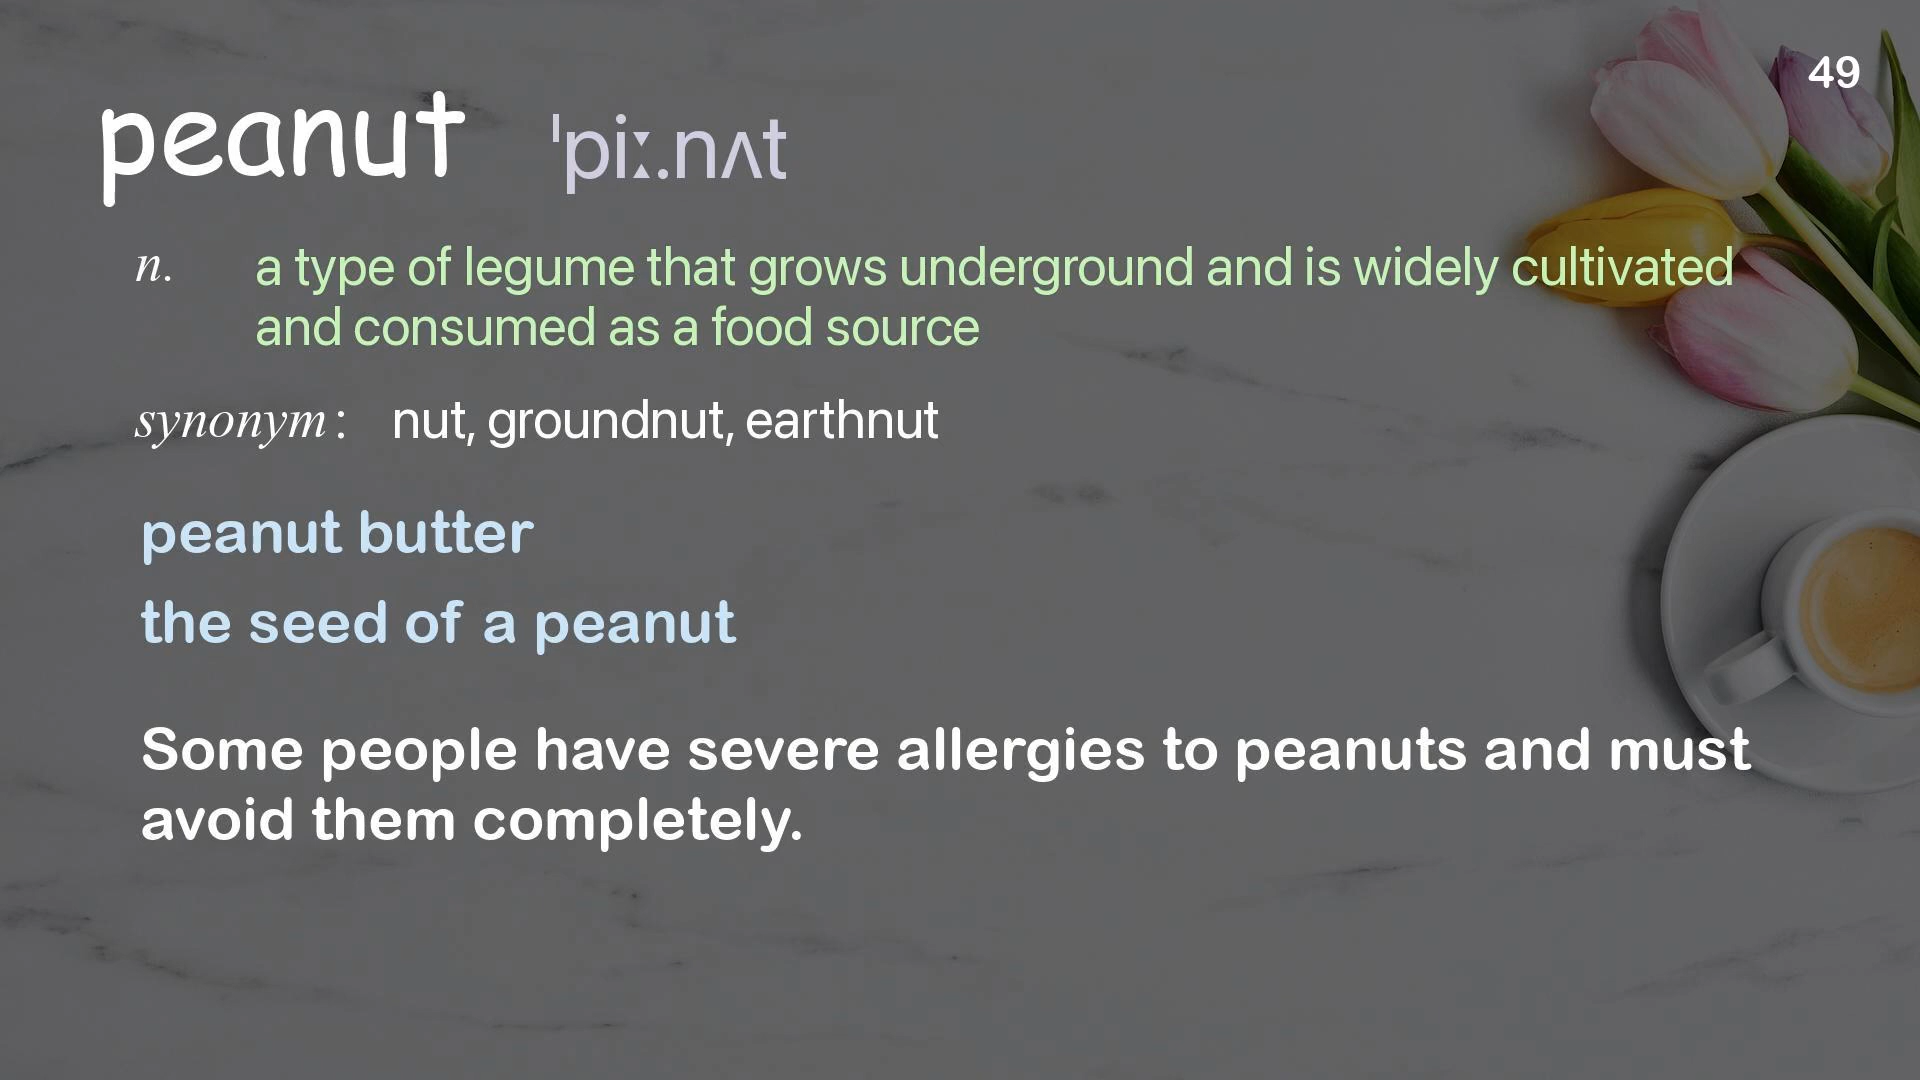 49
peanut ˈpiː.nʌt
n. a type of legume that grows underground and is widely cultivated
and consumed as a food source
synonym: nut, groundnut, earthnut
peanut butter
the seed of a peanut
Some people have severe allergies to peanuts and must
avoid them completely.